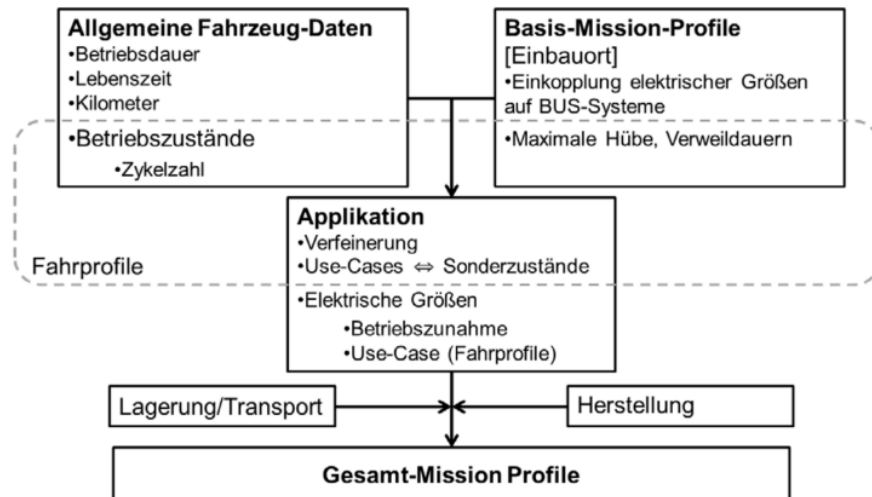 Allgemeine Fahrzeug-Daten
•Betriebsdauer
•Lebenszeit
•Kilometer
•Betriebszustände
•Zykelzahl
Basis-Mission-Profile
[Einbauort]
•Einkopplung elektrischer Größen
auf BUS-Systeme
•Maximale Hübe, Verweildauern
Applikation
•Verfeinerung
•Use-Cases ⇔ Sonderzustände
•Elektrische Größen
•Betriebszunahme
•Use-Case (Fahrprofile)
Fahrprofile
Lagerung/Transport
Herstellung
Gesamt-Mission Profile